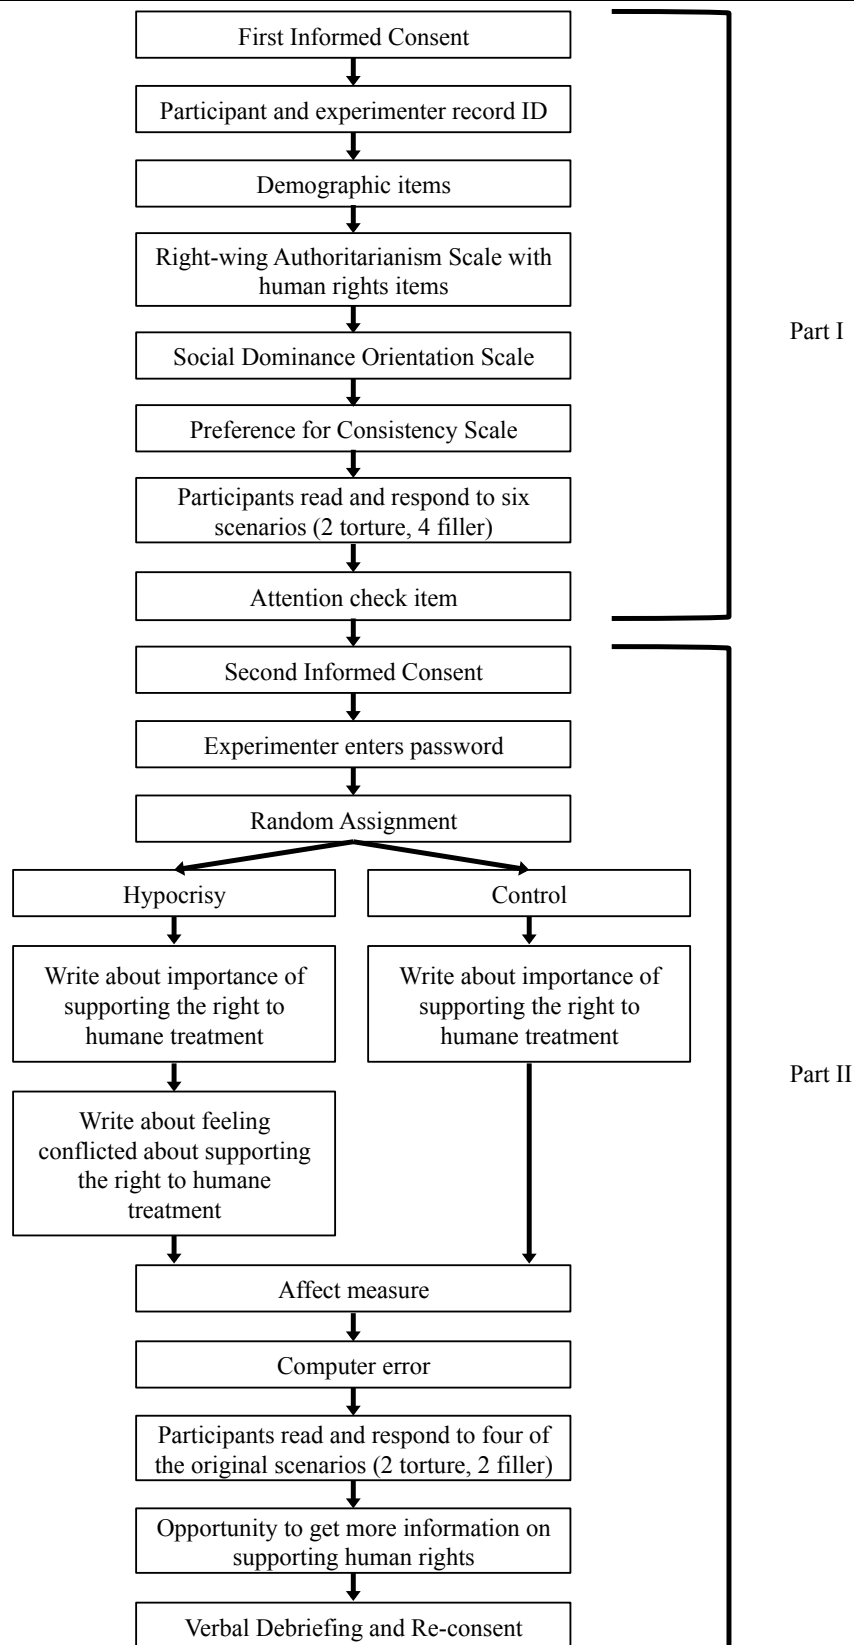 First Informed Consent
Participant and experimenter record ID
Demographic items
Right-wing Authoritarianism Scale with
human rights items
Social Dominance Orientation Scale
Preference for Consistency Scale
Participants read and respond to six
scenarios (2 torture, 4 filler)
Attention check item
Part I
Second Informed Consent
Experimenter enters password
Random Assignment
Hypocrisy
Control
Write about importance of
supporting the right to
humane treatment
Write about importance of
supporting the right to
humane treatment
Write about feeling
conflicted about supporting
the right to humane
treatment
Affect measure
Computer error
Participants read and respond to four of
the original scenarios (2 torture, 2 filler)
Opportunity to get more information on
supporting human rights
Verbal Debriefing and Re-consent
Part II